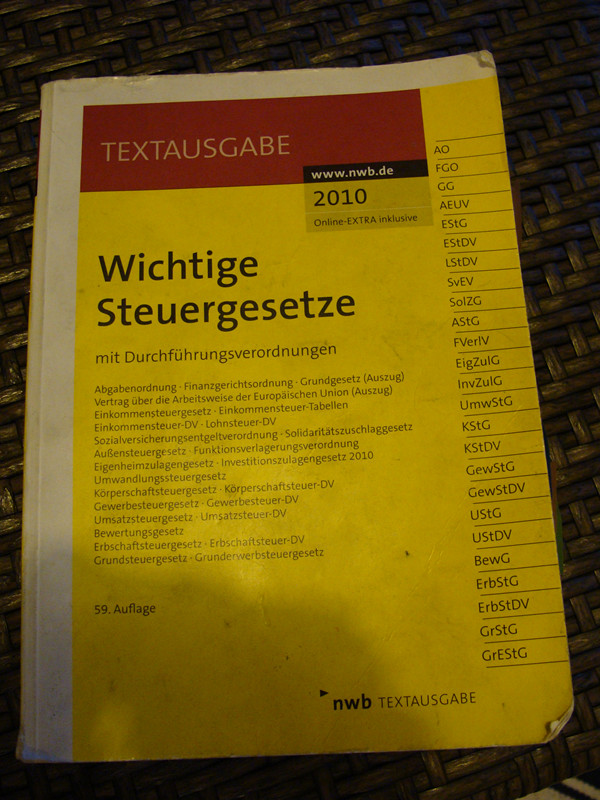 TEXTAUSGABE
www.nwb.de
2010
Online-EXTRA inklusive
Wichtige
Steuergesetze
mit Durchführungsverordnungen
Abgabenordnung · Finanzgerichtsordnung · Grundgesetz (Auszug)
Vertrag über die Arbeitsweise der Europäischen Union (Auszug)
Einkommensteuergesetz · Einkommensteuer-Tabellen
Einkommensteuer-DV · Lohnsteuer-DV
Sozialversicherungsentgeltverordnung · Solidaritätszuschlaggesetz
Außensteuergesetz · Funktionsverlagerungsverordnung
Eigenheimzulagengesetz · Investitionszulagengesetz 2010
Umwandlungssteuergesetz
Körperschaftsteuergesetz · Körperschaftsteuer-DV
Gewerbesteuergesetz · Gewerbesteuer-DV
Umsatzsteuergesetz · Umsatzsteuer-DV
Bewertungsgesetz
Erbschaftsteuergesetz · Erbschaftsteuer-DV
Grundsteuergesetz · Grunderwerbsteuergesetz
59. Auflage
AO
FGO
GG
AEUV
EStG
EStDV
LStDV
SvEV
SolZG
AStG
FVerlV
EigZulG
InvZulG
UmwStG
KStG
KStDV
GewStG
GewStDV
UStG
UStDV
BewG
ErbStG
ErbStDV
GrStG
GrEStG
nwb TEXTAUSGABE